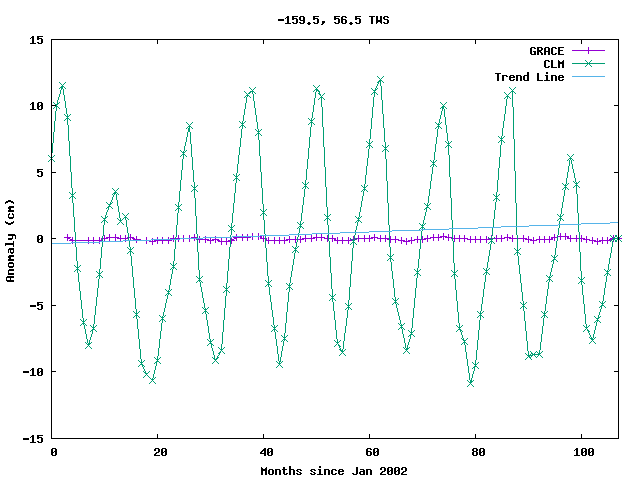 -159.5, 56.5 TWS
GRACE
CLM
Trend Line
15
10
5
0
-5
-10
-15
Anomaly (cm)
0 20 40 60 80 100
Months since Jan 2002